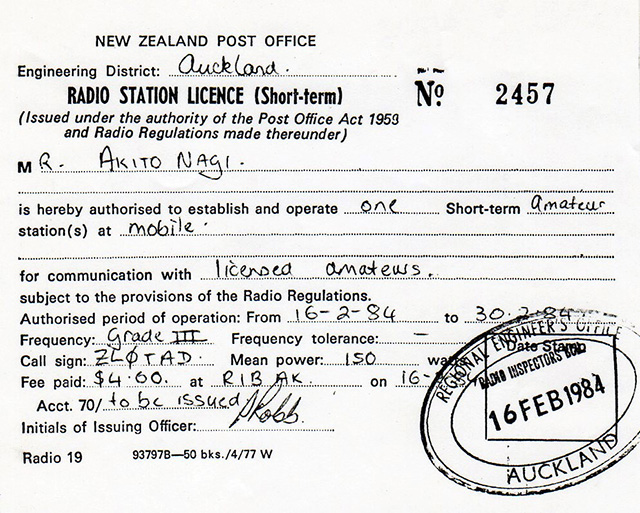 NEW ZEALAND POST OFFICE
Engineering District: Auckland.
RADIO STATION LICENCE (Short-term) No 2457
(Issued under the authority of the Post Office Act 1959
and Radio Regulations made thereunder)
MR. AKITO NAGI.
is hereby authorised to establish and operate one Short-term Amateur
station(s) at mobile.
for communication with licensed amateurs.
subject to the provisions of the Radio Regulations.
Authorised period of operation: From 16-2-84 to 30-2-84
Frequency: Grade III Frequency tolerance: —
Date Stamp
Call sign: ZLØTAD. Mean power: 150 watts
Fee paid: $4.00. at RIB AK. on 16-
Acct. 70/ to be issued
Initials of Issuing Officer:
Radio 19 93797B—50 bks./4/77 W
REGIONAL ENGINEER'S OFFICE
RADIO INSPECTORS
16 FEB 1984
AUCKLAND